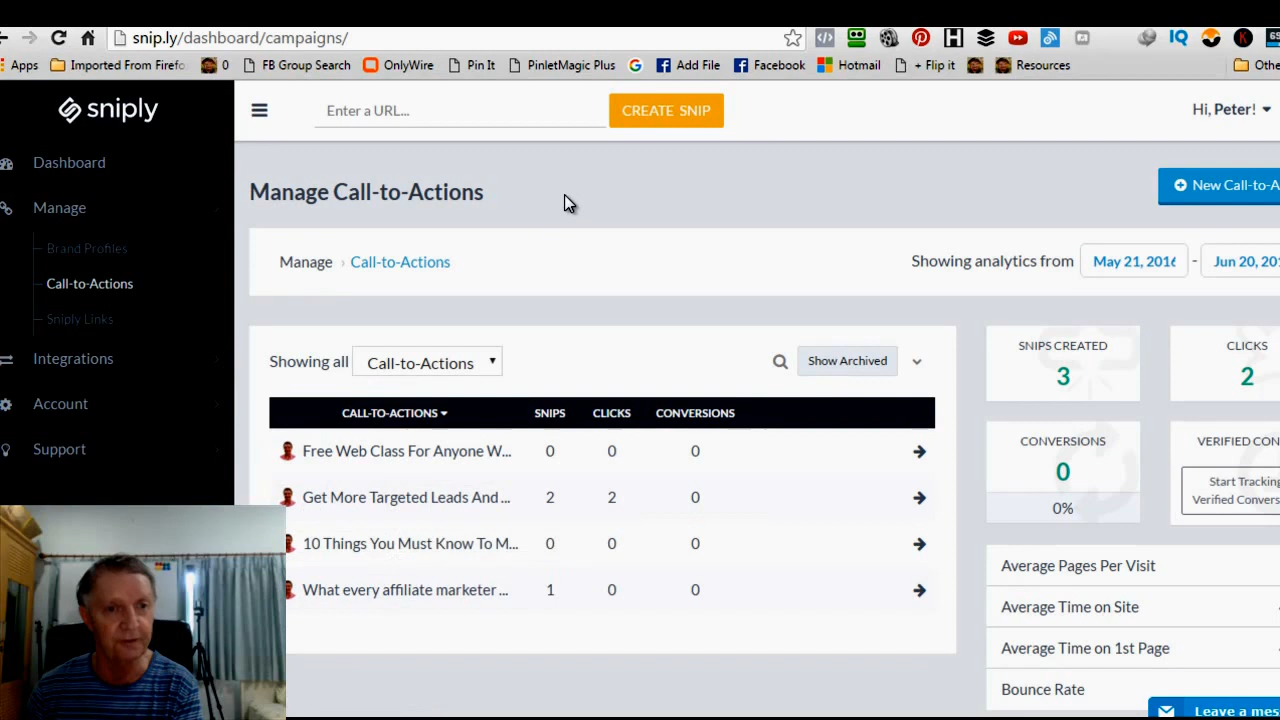 snip.ly/dashboard/campaigns/
Apps
Imported From Firefo
0
FB Group Search
OnlyWire
Pin It
PinletMagic Plus
Add File
Facebook
Hotmail
+ Flip it
Resources
Othe
sniply
Enter a URL...
CREATE SNIP
Hi, Peter!
Dashboard
Manage
Brand Profiles
Call-to-Actions
Sniply Links
Integrations
Account
Support
Manage Call-to-Actions
New Call-to-A
Manage › Call-to-Actions
Showing analytics from May 21, 2016 - Jun 20, 201
Showing all Call-to-Actions
Show Archived
CALL-TO-ACTIONS SNIPS CLICKS CONVERSIONS
Free Web Class For Anyone W... 0 0 0
Get More Targeted Leads And ... 2 2 0
10 Things You Must Know To M... 0 0 0
What every affiliate marketer ... 1 0 0
SNIPS CREATED
3
CLICKS
2
CONVERSIONS
0
0%
VERIFIED CON
Start Tracking
Verified Convers
Average Pages Per Visit
Average Time on Site
Average Time on 1st Page
Bounce Rate
Leave a mes